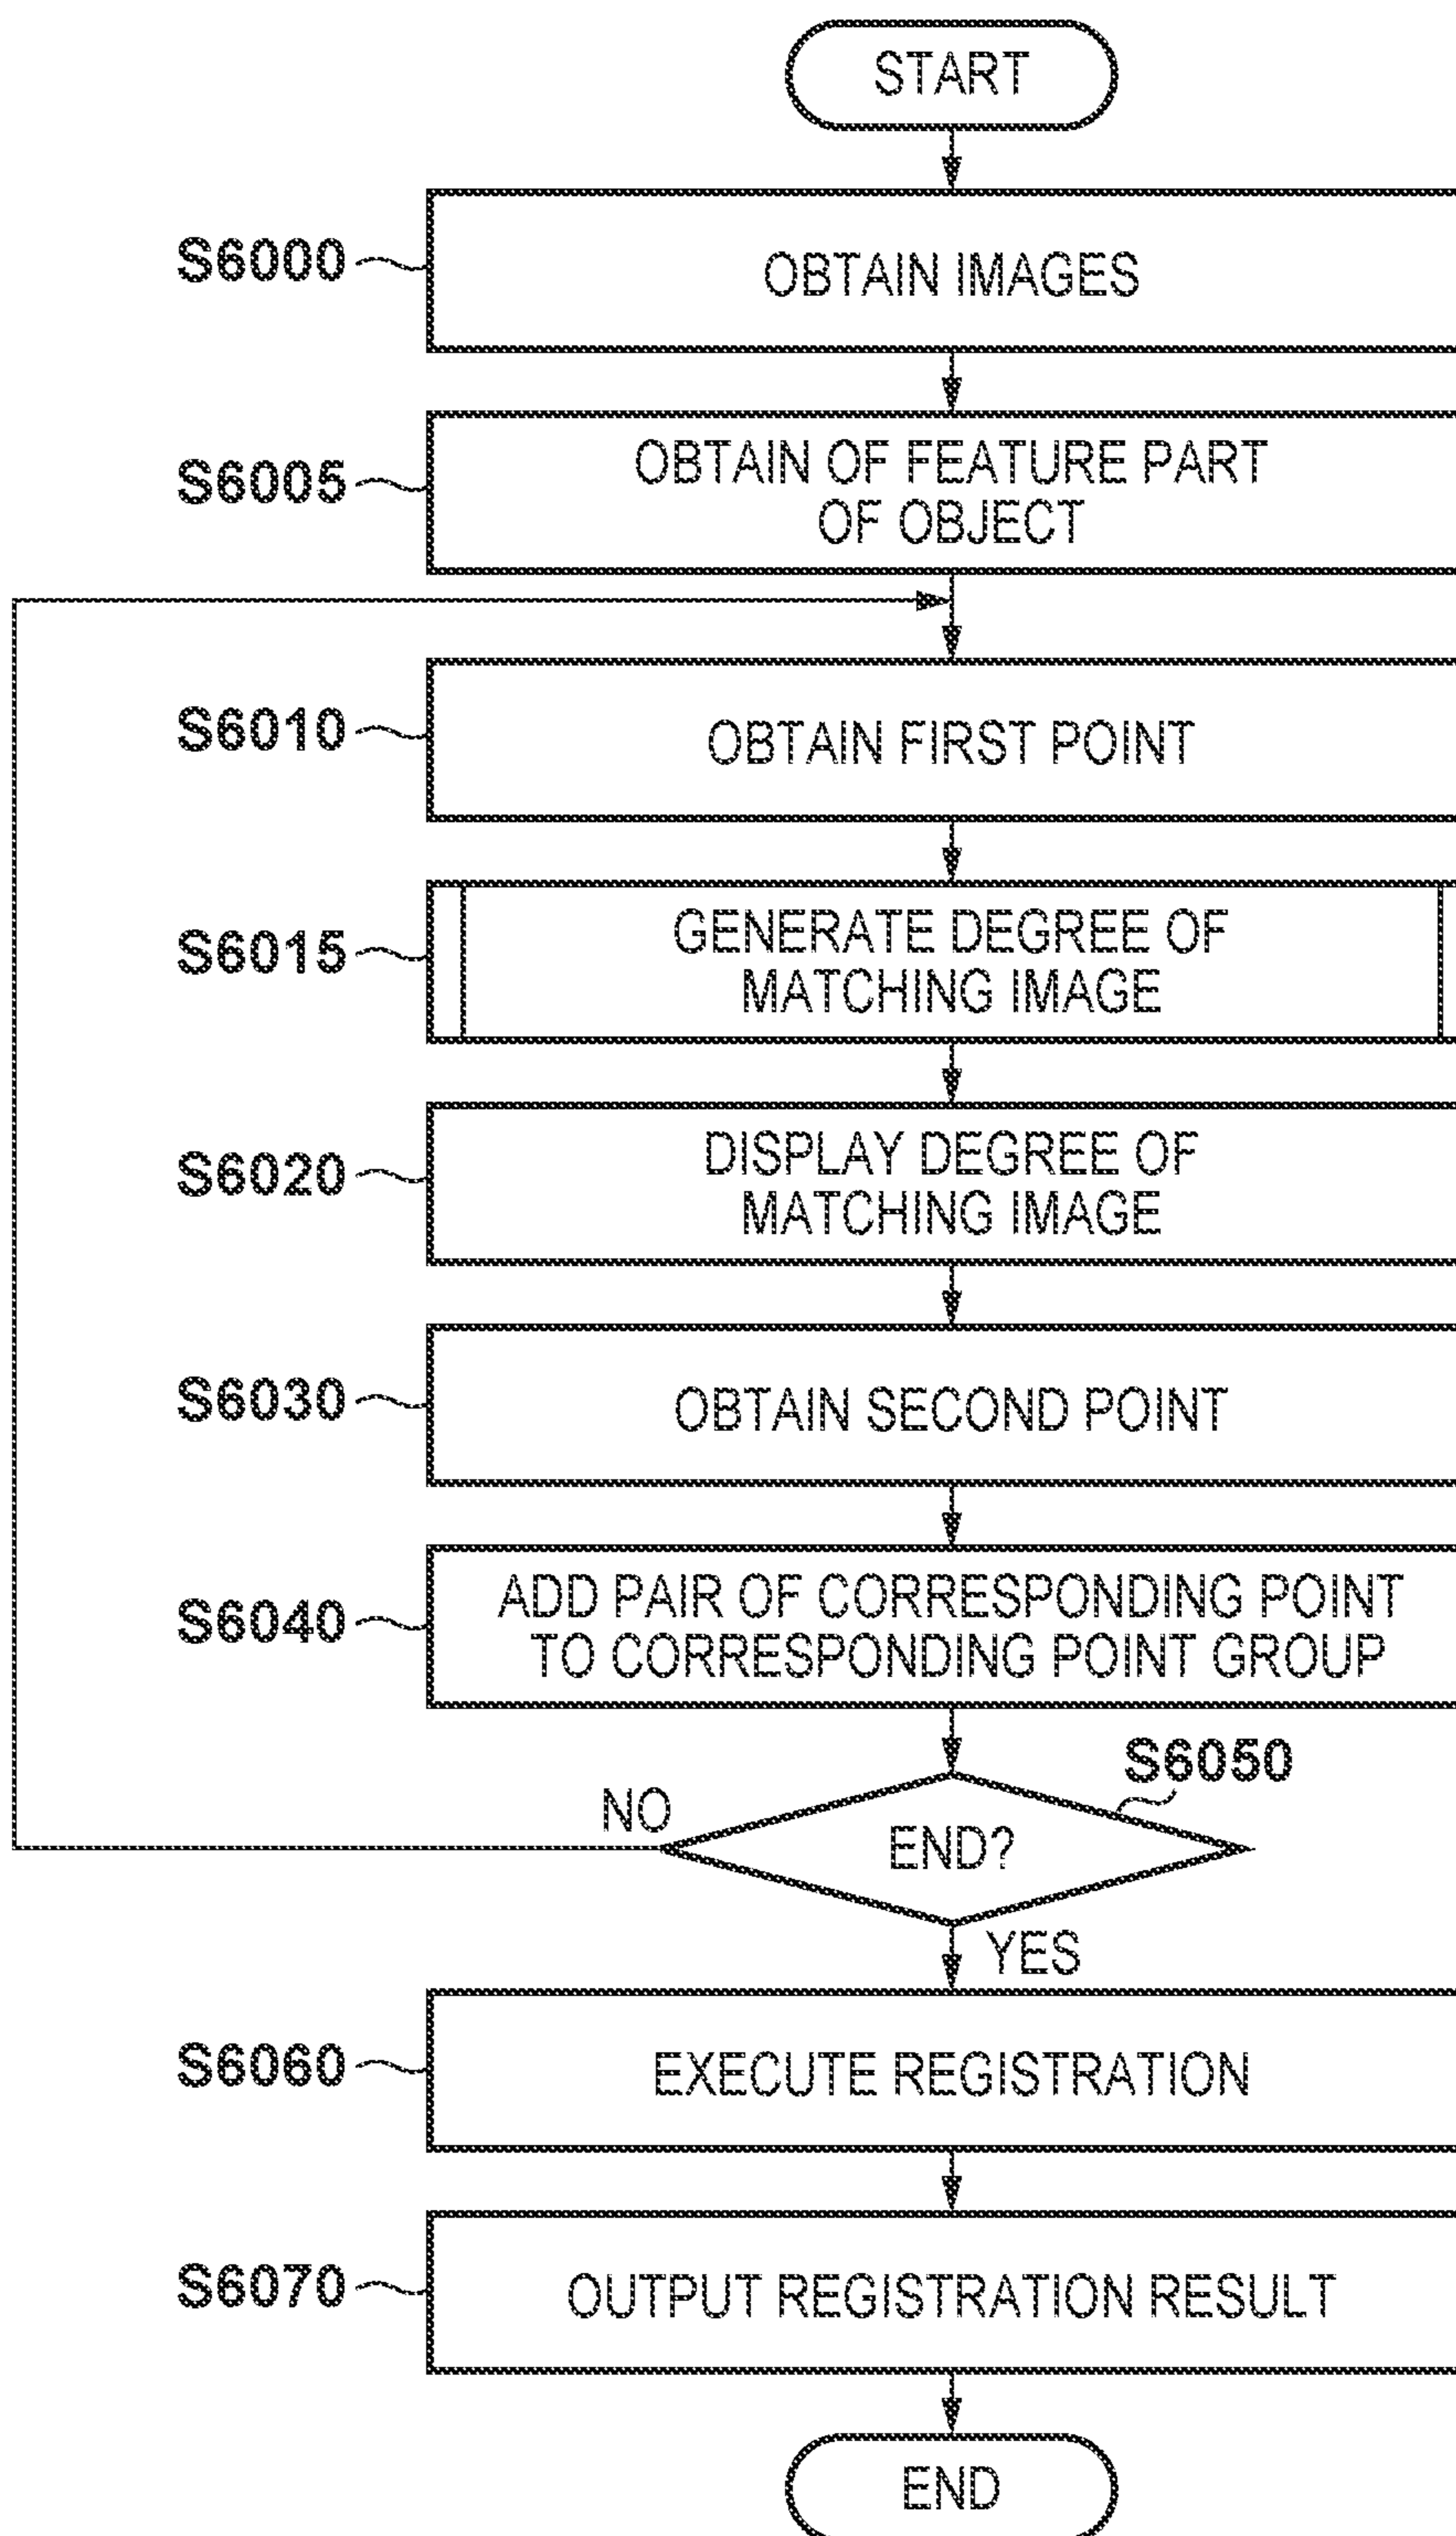 START
S6000
OBTAIN IMAGES
S6005
OBTAIN OF FEATURE PART
OF OBJECT
S6010
OBTAIN FIRST POINT
S6015
GENERATE DEGREE OF
MATCHING IMAGE
S6020
DISPLAY DEGREE OF
MATCHING IMAGE
S6030
OBTAIN SECOND POINT
S6040
ADD PAIR OF CORRESPONDING POINT
TO CORRESPONDING POINT GROUP
S6050
NO
END?
YES
S6060
EXECUTE REGISTRATION
S6070
OUTPUT REGISTRATION RESULT
END